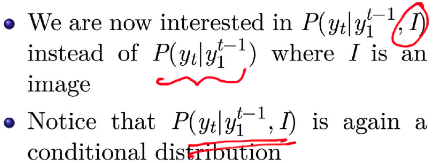 • We are now interested in P(y_t|y_1^{t−1}, I)
instead of P(y_t|y_1^{t−1}) where I is an
image
• Notice that P(y_t|y_1^{t−1}, I) is again a
conditional distribution